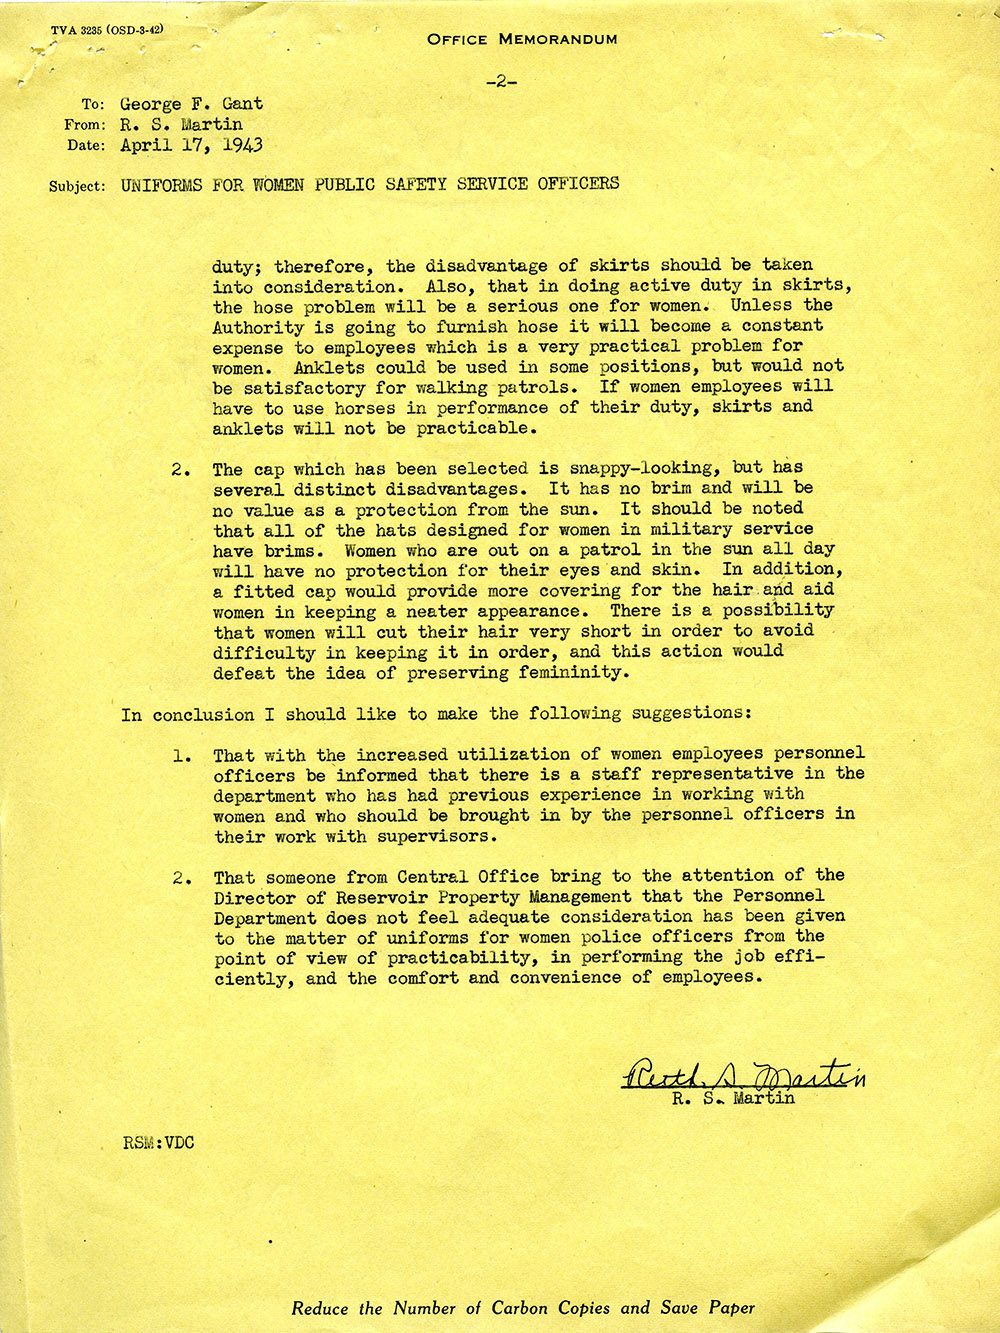 TVA 3235 (OSD-3-42)
OFFICE MEMORANDUM
-2-
To: George F. Gant
From: R. S. Martin
Date: April 17, 1943
Subject: UNIFORMS FOR WOMEN PUBLIC SAFETY SERVICE OFFICERS
duty; therefore, the disadvantage of skirts should be taken
into consideration. Also, that in doing active duty in skirts,
the hose problem will be a serious one for women. Unless the
Authority is going to furnish hose it will become a constant
expense to employees which is a very practical problem for
women. Anklets could be used in some positions, but would not
be satisfactory for walking patrols. If women employees will
have to use horses in performance of their duty, skirts and
anklets will not be practicable.
2. The cap which has been selected is snappy-looking, but has
several distinct disadvantages. It has no brim and will be
no value as a protection from the sun. It should be noted
that all of the hats designed for women in military service
have brims. Women who are out on a patrol in the sun all day
will have no protection for their eyes and skin. In addition,
a fitted cap would provide more covering for the hair and aid
women in keeping a neater appearance. There is a possibility
that women will cut their hair very short in order to avoid
difficulty in keeping it in order, and this action would
defeat the idea of preserving femininity.
In conclusion I should like to make the following suggestions:
1. That with the increased utilization of women employees personnel
officers be informed that there is a staff representative in the
department who has had previous experience in working with
women and who should be brought in by the personnel officers in
their work with supervisors.
2. That someone from Central Office bring to the attention of the
Director of Reservoir Property Management that the Personnel
Department does not feel adequate consideration has been given
to the matter of uniforms for women police officers from the
point of view of practicability, in performing the job effi-
ciently, and the comfort and convenience of employees.
Ruth S. Martin
R. S. Martin
RSM:VDC
Reduce the Number of Carbon Copies and Save Paper